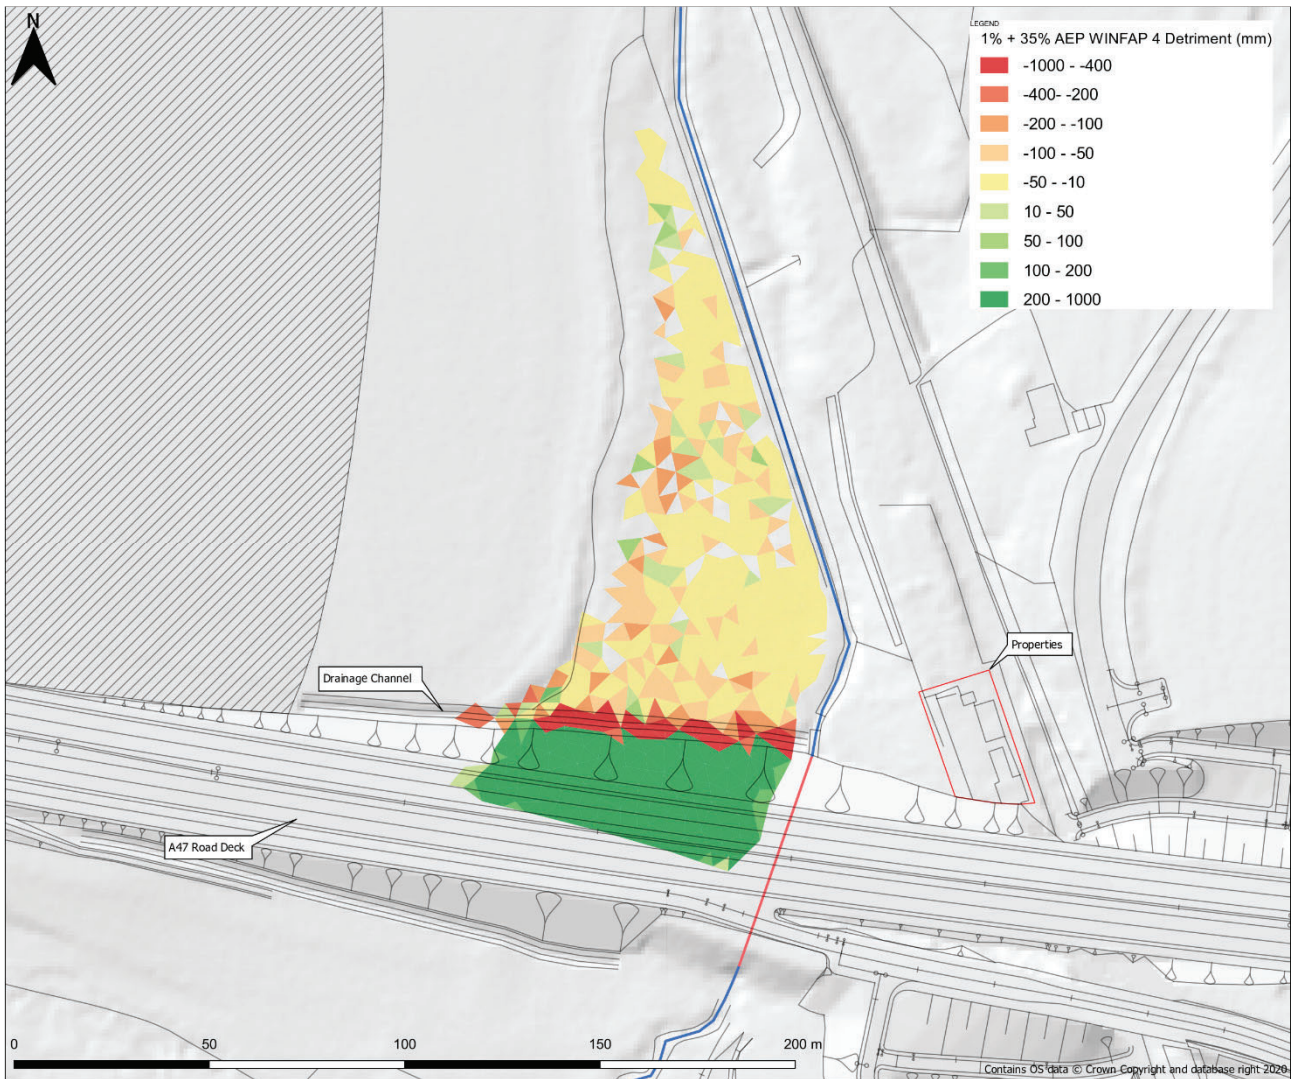 N
LEGEND
1% + 35% AEP WINFAP 4 Detriment (mm)
-1000 - -400
-400- -200
-200 - -100
-100 - -50
-50 - -10
10 - 50
50 - 100
100 - 200
200 - 1000
Properties
Drainage Channel
A47 Road Deck
0 50 100 150 200 m
Contains OS data © Crown Copyright and database right 2020